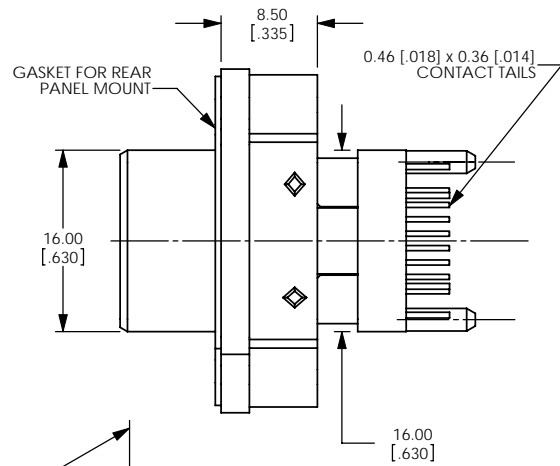 8.50
[.335]
GASKET FOR REAR
PANEL MOUNT
0.46 [.018] x 0.36 [.014]
CONTACT TAILS
16.00
[.630]
16.00
[.630]